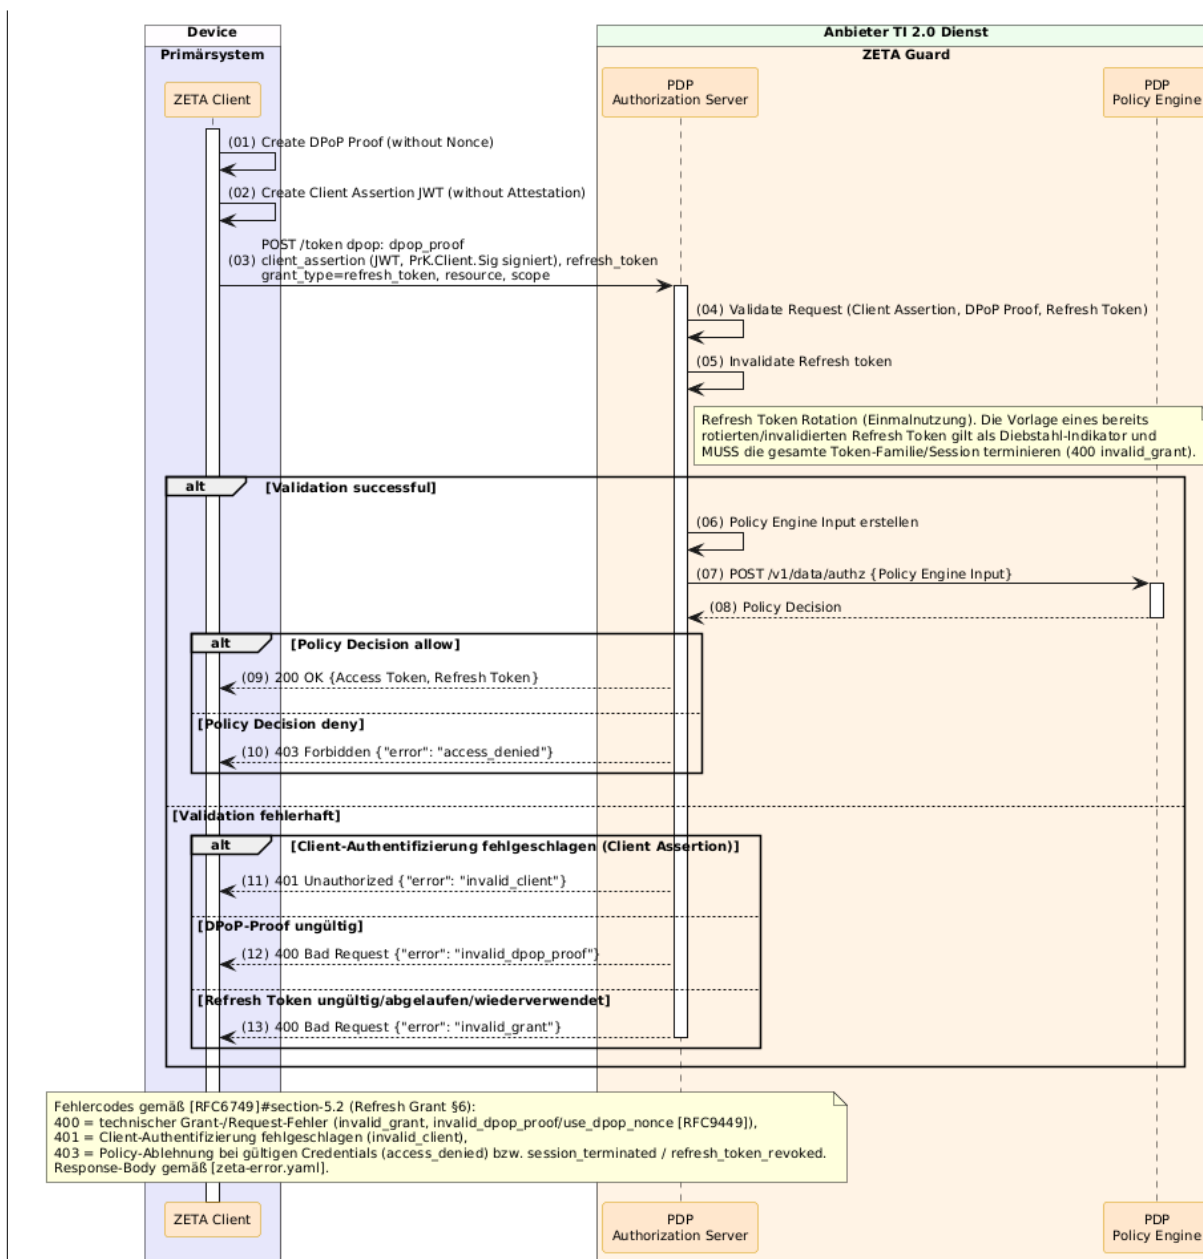 Device
Anbieter TI 2.0 Dienst
Primärsystem
ZETA Guard
ZETA Client
PDP
Authorization Server
PDP
Policy Engine
(01) Create DPoP Proof (without Nonce)
(02) Create Client Assertion JWT (without Attestation)
POST /token dpop: dpop_proof
(03) client_assertion (JWT, PrK.Client.Sig signiert), refresh_token
grant_type=refresh_token, resource, scope
(04) Validate Request (Client Assertion, DPoP Proof, Refresh Token)
(05) Invalidate Refresh token
Refresh Token Rotation (Einmalnutzung). Die Vorlage eines bereits
rotierten/invalidierten Refresh Token gilt als Diebstahl-Indikator und
MUSS die gesamte Token-Familie/Session terminieren (400 invalid_grant).
alt [Validation successful]
(06) Policy Engine Input erstellen
(07) POST /v1/data/authz {Policy Engine Input}
(08) Policy Decision
alt [Policy Decision allow]
(09) 200 OK {Access Token, Refresh Token}
[Policy Decision deny]
(10) 403 Forbidden {"error": "access_denied"}
[Validation fehlerhaft]
alt [Client-Authentifizierung fehlgeschlagen (Client Assertion)]
(11) 401 Unauthorized {"error": "invalid_client"}
[DPoP-Proof ungültig]
(12) 400 Bad Request {"error": "invalid_dpop_proof"}
[Refresh Token ungültig/abgelaufen/wiederverwendet]
(13) 400 Bad Request {"error": "invalid_grant"}
Fehlercodes gemäß [RFC6749]#section-5.2 (Refresh Grant §6):
400 = technischer Grant-/Request-Fehler (invalid_grant, invalid_dpop_proof/use_dpop_nonce [RFC9449]),
401 = Client-Authentifizierung fehlgeschlagen (invalid_client),
403 = Policy-Ablehnung bei gültigen Credentials (access_denied) bzw. session_terminated / refresh_token_revoked.
Response-Body gemäß [zeta-error.yaml].
ZETA Client
PDP
Authorization Server
PDP
Policy Engine